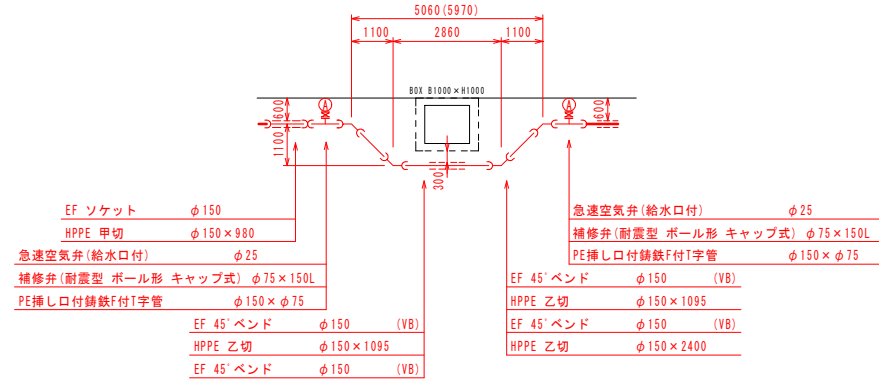 5060(5970)
1100 2860 1100
BOX B1000×H1000
600
A
A
600
1100
300
EF ソケット φ150
HPPE 甲切 φ150×980
急速空気弁(給水口付) φ25
補修弁(耐震型 ボール形 キャップ式) φ75×150L
PE挿し口付鋳鉄F付T字管 φ150×φ75
EF 45°ベンド φ150 (VB)
HPPE 乙切 φ150×1095
EF 45°ベンド φ150 (VB)
急速空気弁(給水口付) φ25
補修弁(耐震型 ボール形 キャップ式) φ75×150L
PE挿し口付鋳鉄F付T字管 φ150×φ75
EF 45°ベンド φ150 (VB)
HPPE 乙切 φ150×1095
EF 45°ベンド φ150 (VB)
HPPE 乙切 φ150×2400